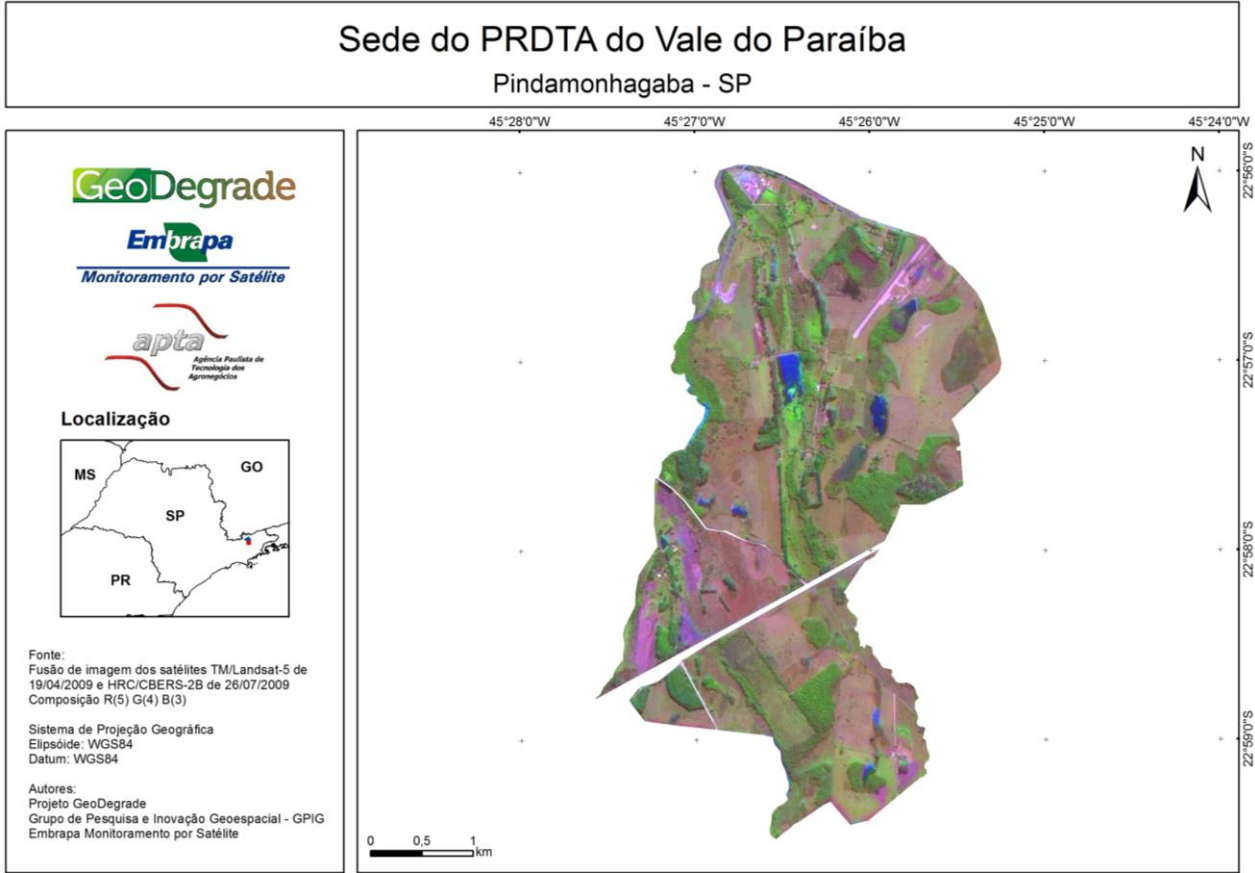 Sede do PRDTA do Vale do Paraíba
Pindamonhagaba - SP
GeoDegrade
Embrapa
Monitoramento por Satélite
apta
Agência Paulista de
Tecnologia dos
Agronegócios
Localização
MS
GO
SP
PR
Fonte:
Fusão de imagem dos satélites TM/Landsat-5 de
19/04/2009 e HRC/CBERS-2B de 26/07/2009
Composição R(5) G(4) B(3)
Sistema de Projeção Geográfica
Elipsóide: WGS84
Datum: WGS84
Autores:
Projeto GeoDegrade
Grupo de Pesquisa e Inovação Geoespacial - GPIG
Embrapa Monitoramento por Satélite
45°28'0"W 45°27'0"W 45°26'0"W 45°25'0"W 45°24'0"W
N
22°56'0"S
22°57'0"S
22°58'0"S
22°59'0"S
0 0,5 1
km